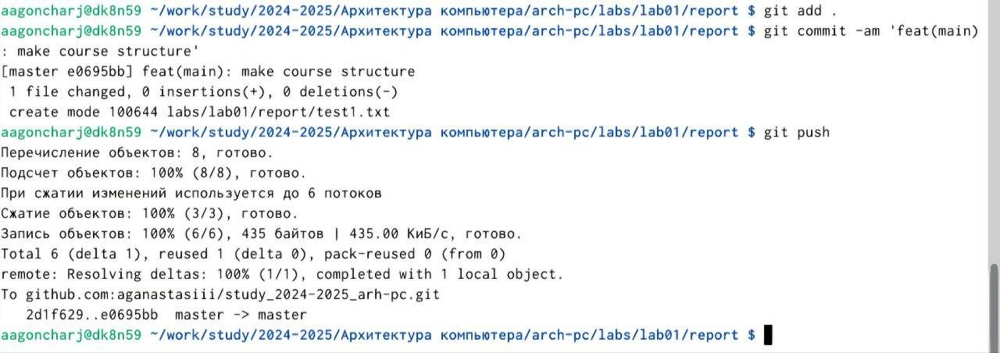 aagoncharj@dk8n59 ~/work/study/2024-2025/Архитектура компьютера/arch-pc/labs/lab01/report $ git add .
aagoncharj@dk8n59 ~/work/study/2024-2025/Архитектура компьютера/arch-pc/labs/lab01/report $ git commit -am 'feat(main)
: make course structure'
[master e0695bb] feat(main): make course structure
 1 file changed, 0 insertions(+), 0 deletions(-)
 create mode 100644 labs/lab01/report/test1.txt
aagoncharj@dk8n59 ~/work/study/2024-2025/Архитектура компьютера/arch-pc/labs/lab01/report $ git push
Перечисление объектов: 8, готово.
Подсчет объектов: 100% (8/8), готово.
При сжатии изменений используется до 6 потоков
Сжатие объектов: 100% (3/3), готово.
Запись объектов: 100% (6/6), 435 байтов | 435.00 КиБ/с, готово.
Total 6 (delta 1), reused 1 (delta 0), pack-reused 0 (from 0)
remote: Resolving deltas: 100% (1/1), completed with 1 local object.
To github.com:aganastasiii/study_2024-2025_arh-pc.git
   2d1f629..e0695bb  master -> master
aagoncharj@dk8n59 ~/work/study/2024-2025/Архитектура компьютера/arch-pc/labs/lab01/report $